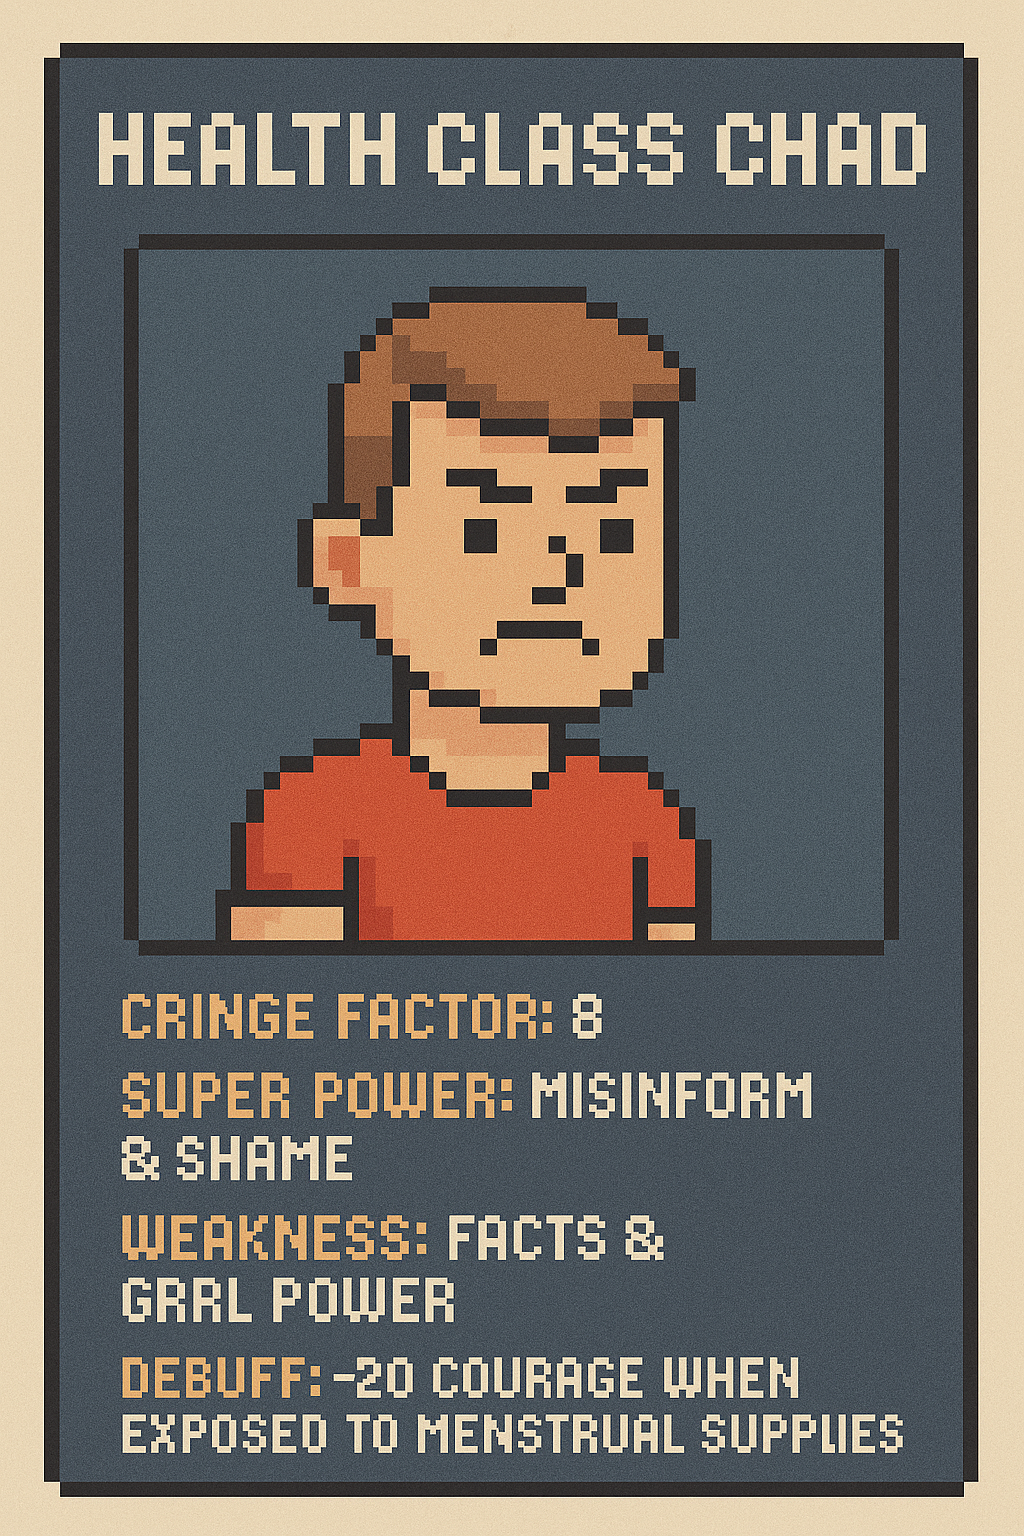 HEALTH CLASS CHAD
CRINGE FACTOR: 8
SUPER POWER: MISINFORM
& SHAME
WEAKNESS: FACTS &
GRRL POWER
DEBUFF: -20 COURAGE WHEN
EXPOSED TO MENSTRUAL SUPPLIES